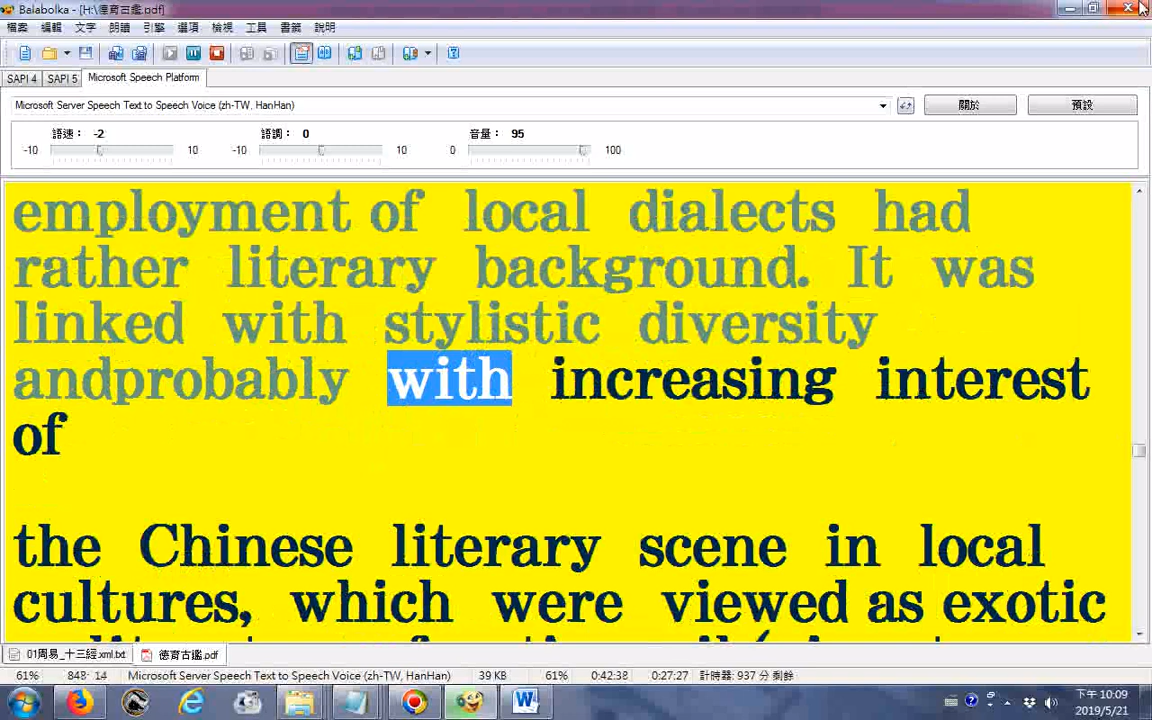 Balabolka - [H:\德育古鑑.pdf]
檔案 編輯 文字 朗讀 引擎 選項 檢視 工具 書籤 說明
SAPI 4 SAPI 5 Microsoft Speech Platform
Microsoft Server Speech Text to Speech Voice (zh-TW, HanHan) 關於 預設
語速： -2 語調： 0 音量： 95
-10 10 -10 10 0 100
employment of local dialects had
rather literary background. It was
linked with stylistic diversity
andprobably with increasing interest
of
the Chinese literary scene in local
cultures, which were viewed as exotic
01周易_十三經.xml.txt 德育古鑑.pdf
61% 848: 14 Microsoft Server Speech Text to Speech Voice (zh-TW, HanHan) 39 KB 61% 0:42:38 0:27:27 計時器: 937 分 剩餘
下午 10:09
2019/5/21